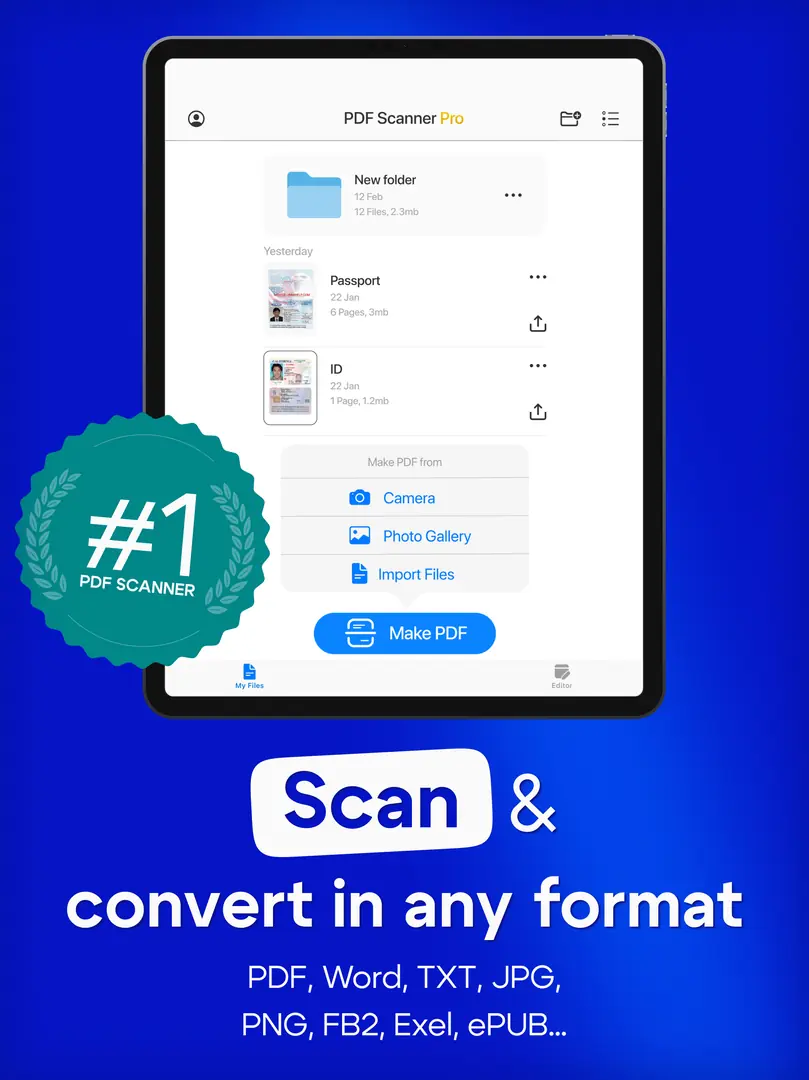 PDF Scanner Pro
New folder
12 Feb
12 Files, 2.3mb
Yesterday
Passport
22 Jan
6 Pages, 3mb
ID
22 Jan
1 Page, 1.2mb
Make PDF from
Camera
Photo Gallery
Import Files
Make PDF
My Files
Editor
#1
PDF SCANNER
Scan &
convert in any format
PDF, Word, TXT, JPG,
PNG, FB2, Exel, ePUB...